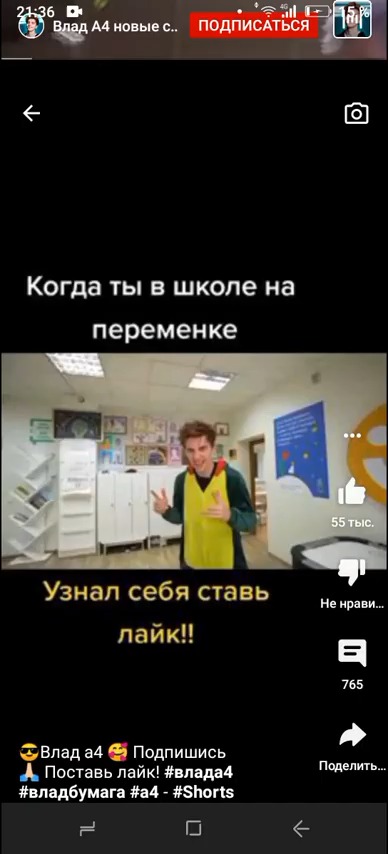 21:36
15 %
Влад А4 новые с..
ПОДПИСАТЬСЯ
Когда ты в школе на
переменке
Узнал себя ставь
лайк!!
55 тыс.
Не нрави...
765
Поделить...
😎Влад а4 🥰 Подпишись
🙏🏻 Поставь лайк! #влада4
#владбумага #а4 - #Shorts